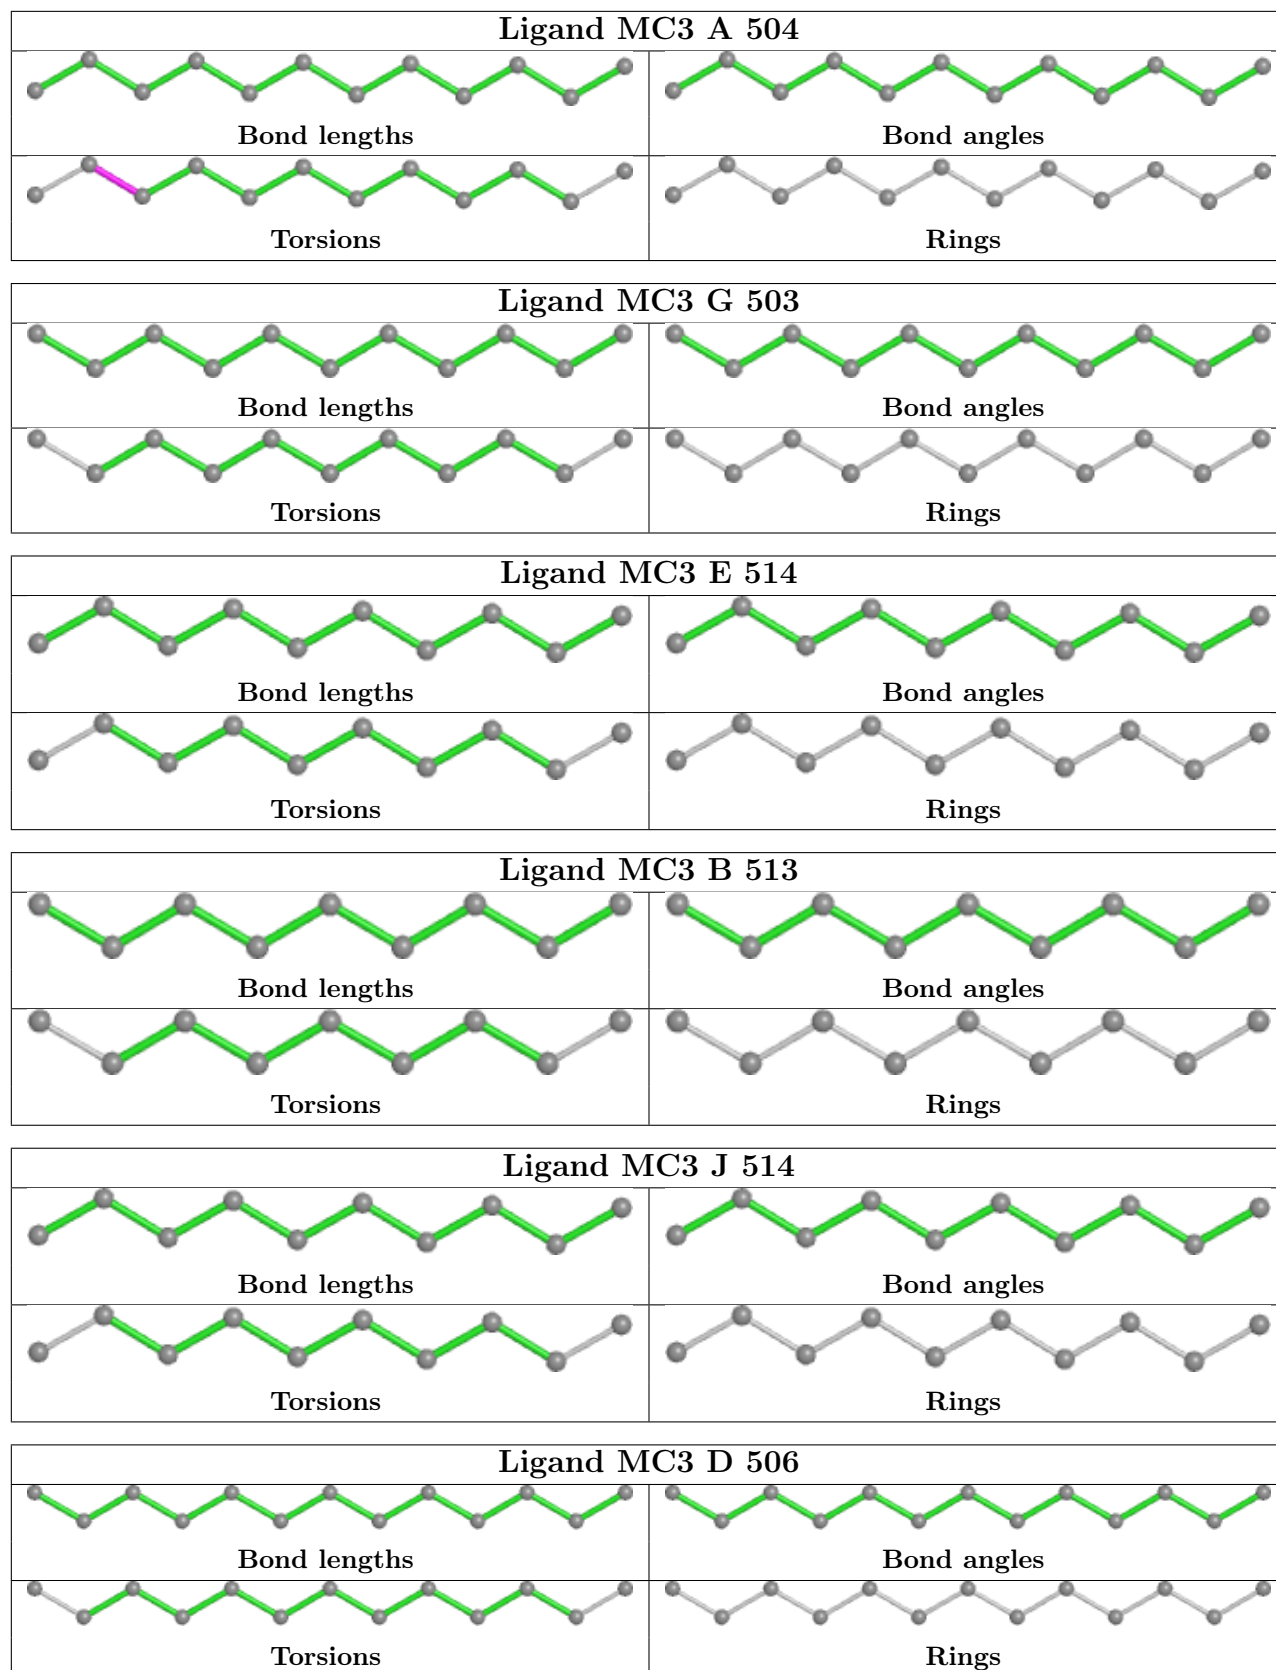 Ligand MC3 A 504
Bond lengths Bond angles
Torsions Rings
Ligand MC3 G 503
Bond lengths Bond angles
Torsions Rings
Ligand MC3 E 514
Bond lengths Bond angles
Torsions Rings
Ligand MC3 B 513
Bond lengths Bond angles
Torsions Rings
Ligand MC3 J 514
Bond lengths Bond angles
Torsions Rings
Ligand MC3 D 506
Bond lengths Bond angles
Torsions Rings